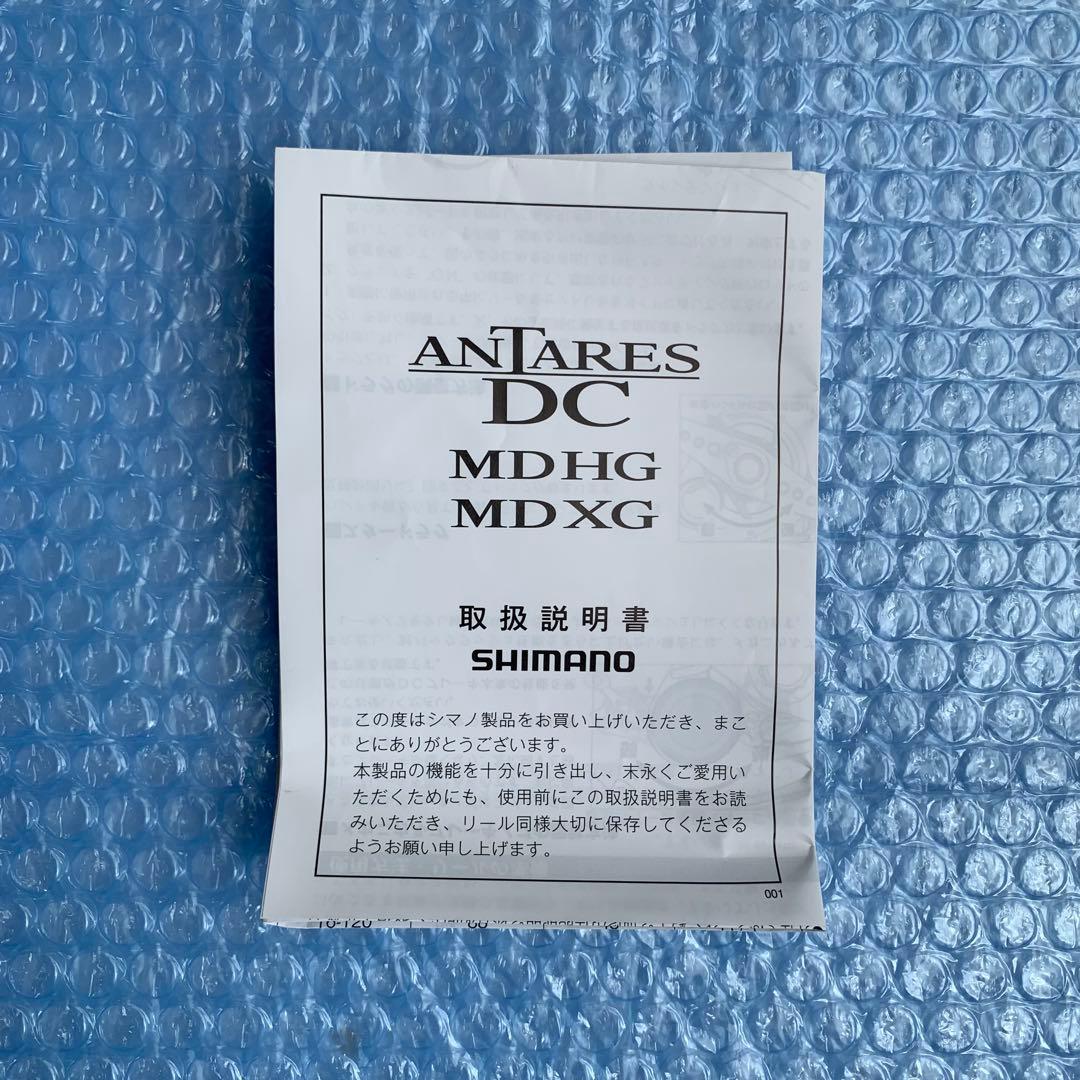 ANTARES
DC
MD HG
MD XG
取扱説明書
SHIMANO
この度はシマノ製品をお買い上げいただき、まこ
とにありがとうございます。
本製品の機能を十分に引き出し、末永くご愛用い
ただくためにも、使用前にこの取扱説明書をお読
みいただき、リール同様大切に保存してくださる
ようお願い申し上げます。
001